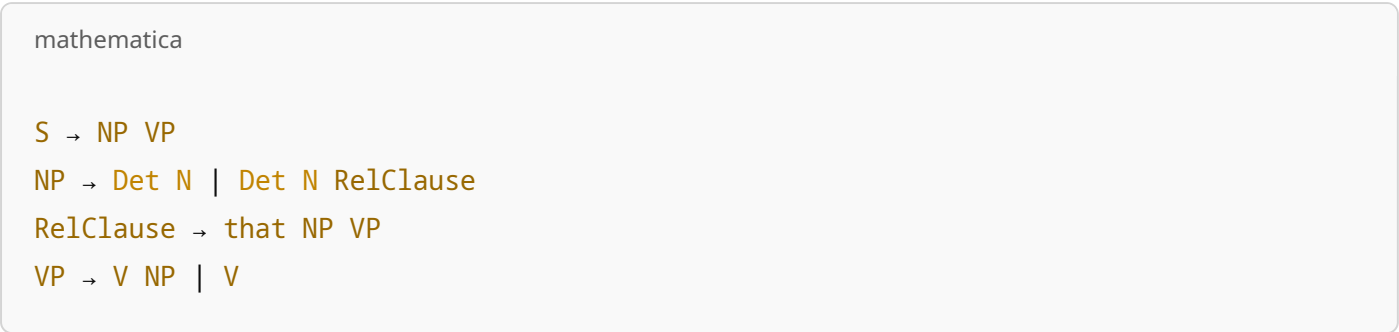 mathematica
S → NP VP
NP → Det N | Det N RelClause
RelClause → that NP VP
VP → V NP | V